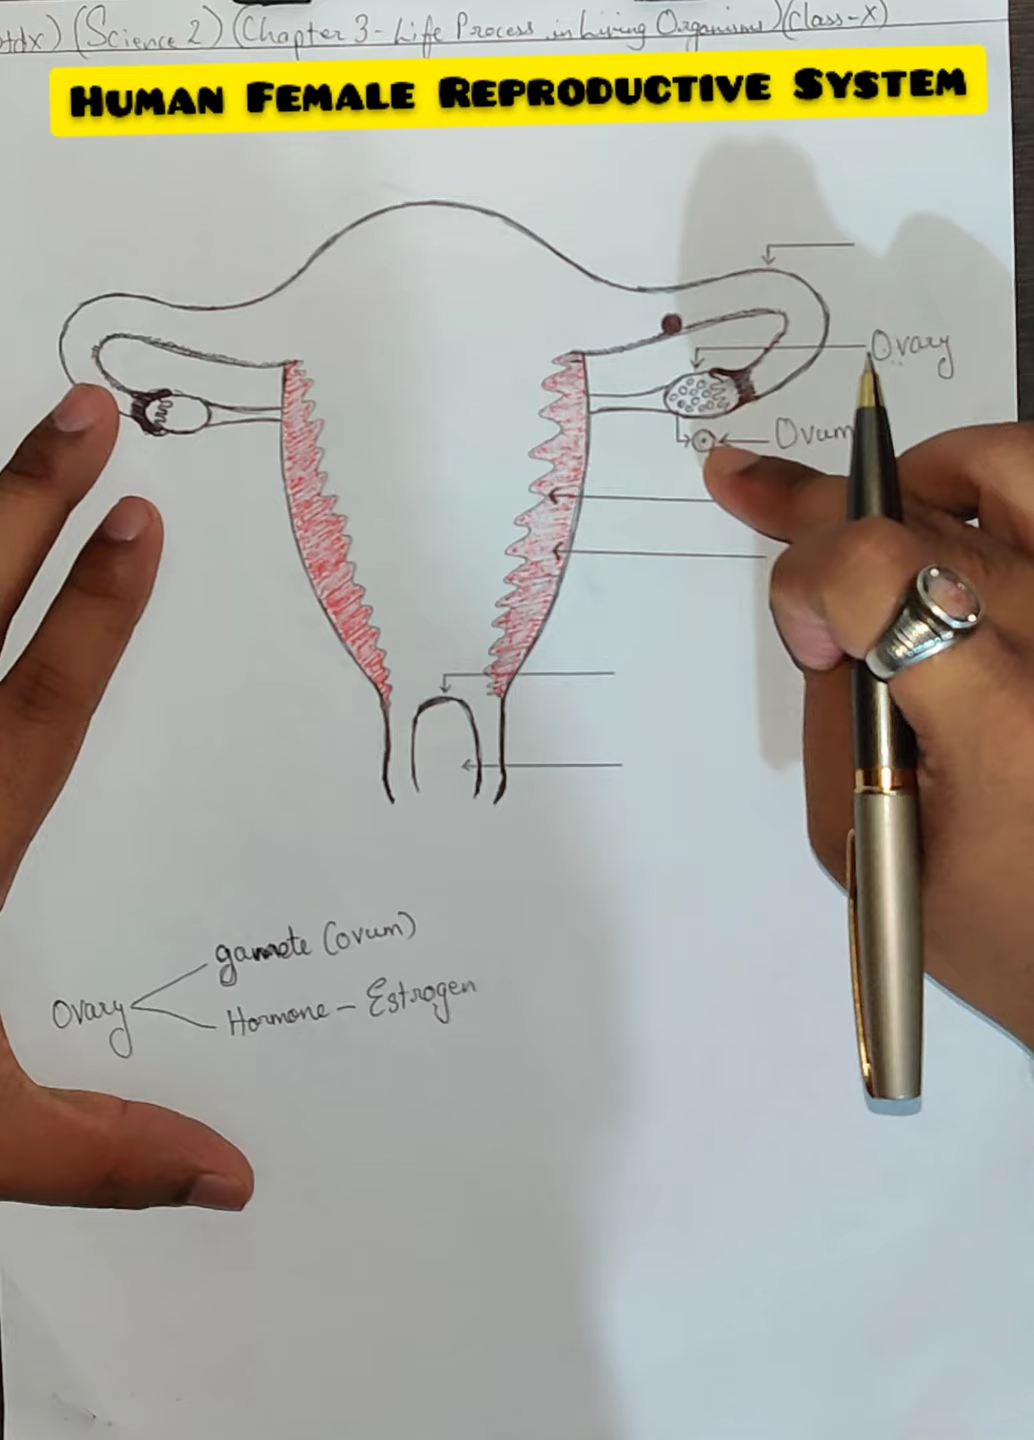 tdx) (Science 2) (Chapter 3 - Life Process in Living Organisms) (Class-X)
HUMAN FEMALE REPRODUCTIVE SYSTEM
Ovary
Ovum
gamete (ovum)
Ovary
Hormone - Estrogen